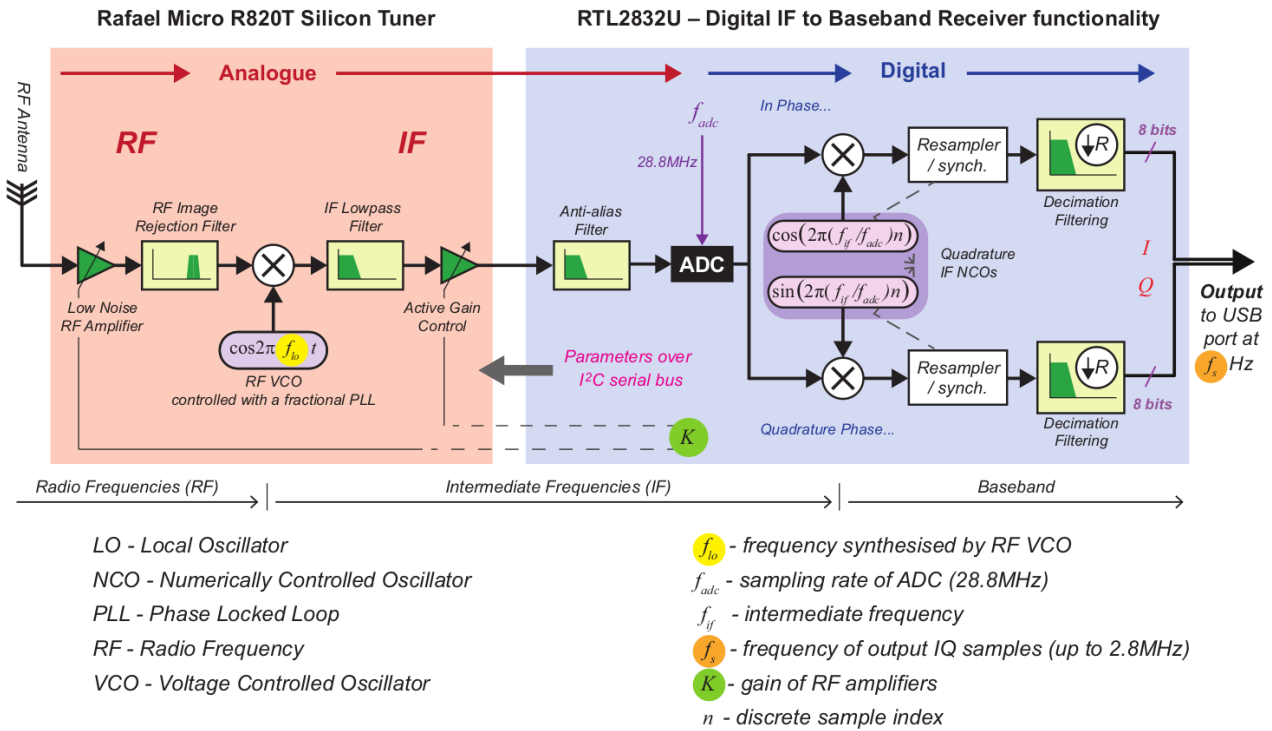 Rafael Micro R820T Silicon Tuner
RTL2832U – Digital IF to Baseband Receiver functionality
Analogue
Digital
RF Antenna
RF
IF
f_adc
28.8MHz
In Phase...
8 bits
Resampler
/ synch.
R
Decimation
Filtering
RF Image
Rejection Filter
IF Lowpass
Filter
Anti-alias
Filter
ADC
cos(2π(f_if/f_adc)n)
sin(2π(f_if/f_adc)n)
Quadrature
IF NCOs
I
Q
Low Noise
RF Amplifier
Active Gain
Control
cos2π f_lo t
RF VCO
controlled with a fractional PLL
Parameters over
I²C serial bus
Output
to USB
port at
f_s Hz
Resampler
/ synch.
R
8 bits
Decimation
Filtering
Quadrature Phase...
K
Radio Frequencies (RF)
Intermediate Frequencies (IF)
Baseband
LO - Local Oscillator
NCO - Numerically Controlled Oscillator
PLL - Phase Locked Loop
RF - Radio Frequency
VCO - Voltage Controlled Oscillator
f_lo - frequency synthesised by RF VCO
f_adc - sampling rate of ADC (28.8MHz)
f_if - intermediate frequency
f_s - frequency of output IQ samples (up to 2.8MHz)
K - gain of RF amplifiers
n - discrete sample index